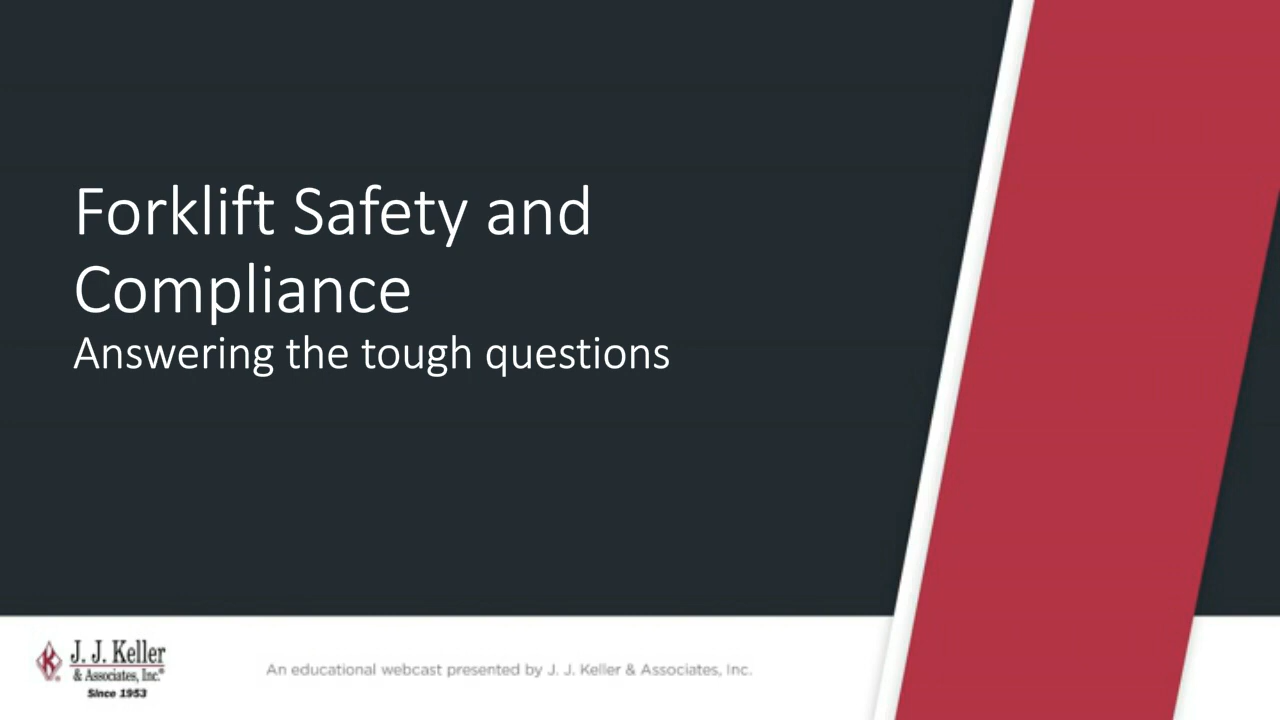 Forklift Safety and
Compliance
Answering the tough questions
J. J. Keller
& Associates, Inc.®
Since 1953
An educational webcast presented by J. J. Keller & Associates, Inc.